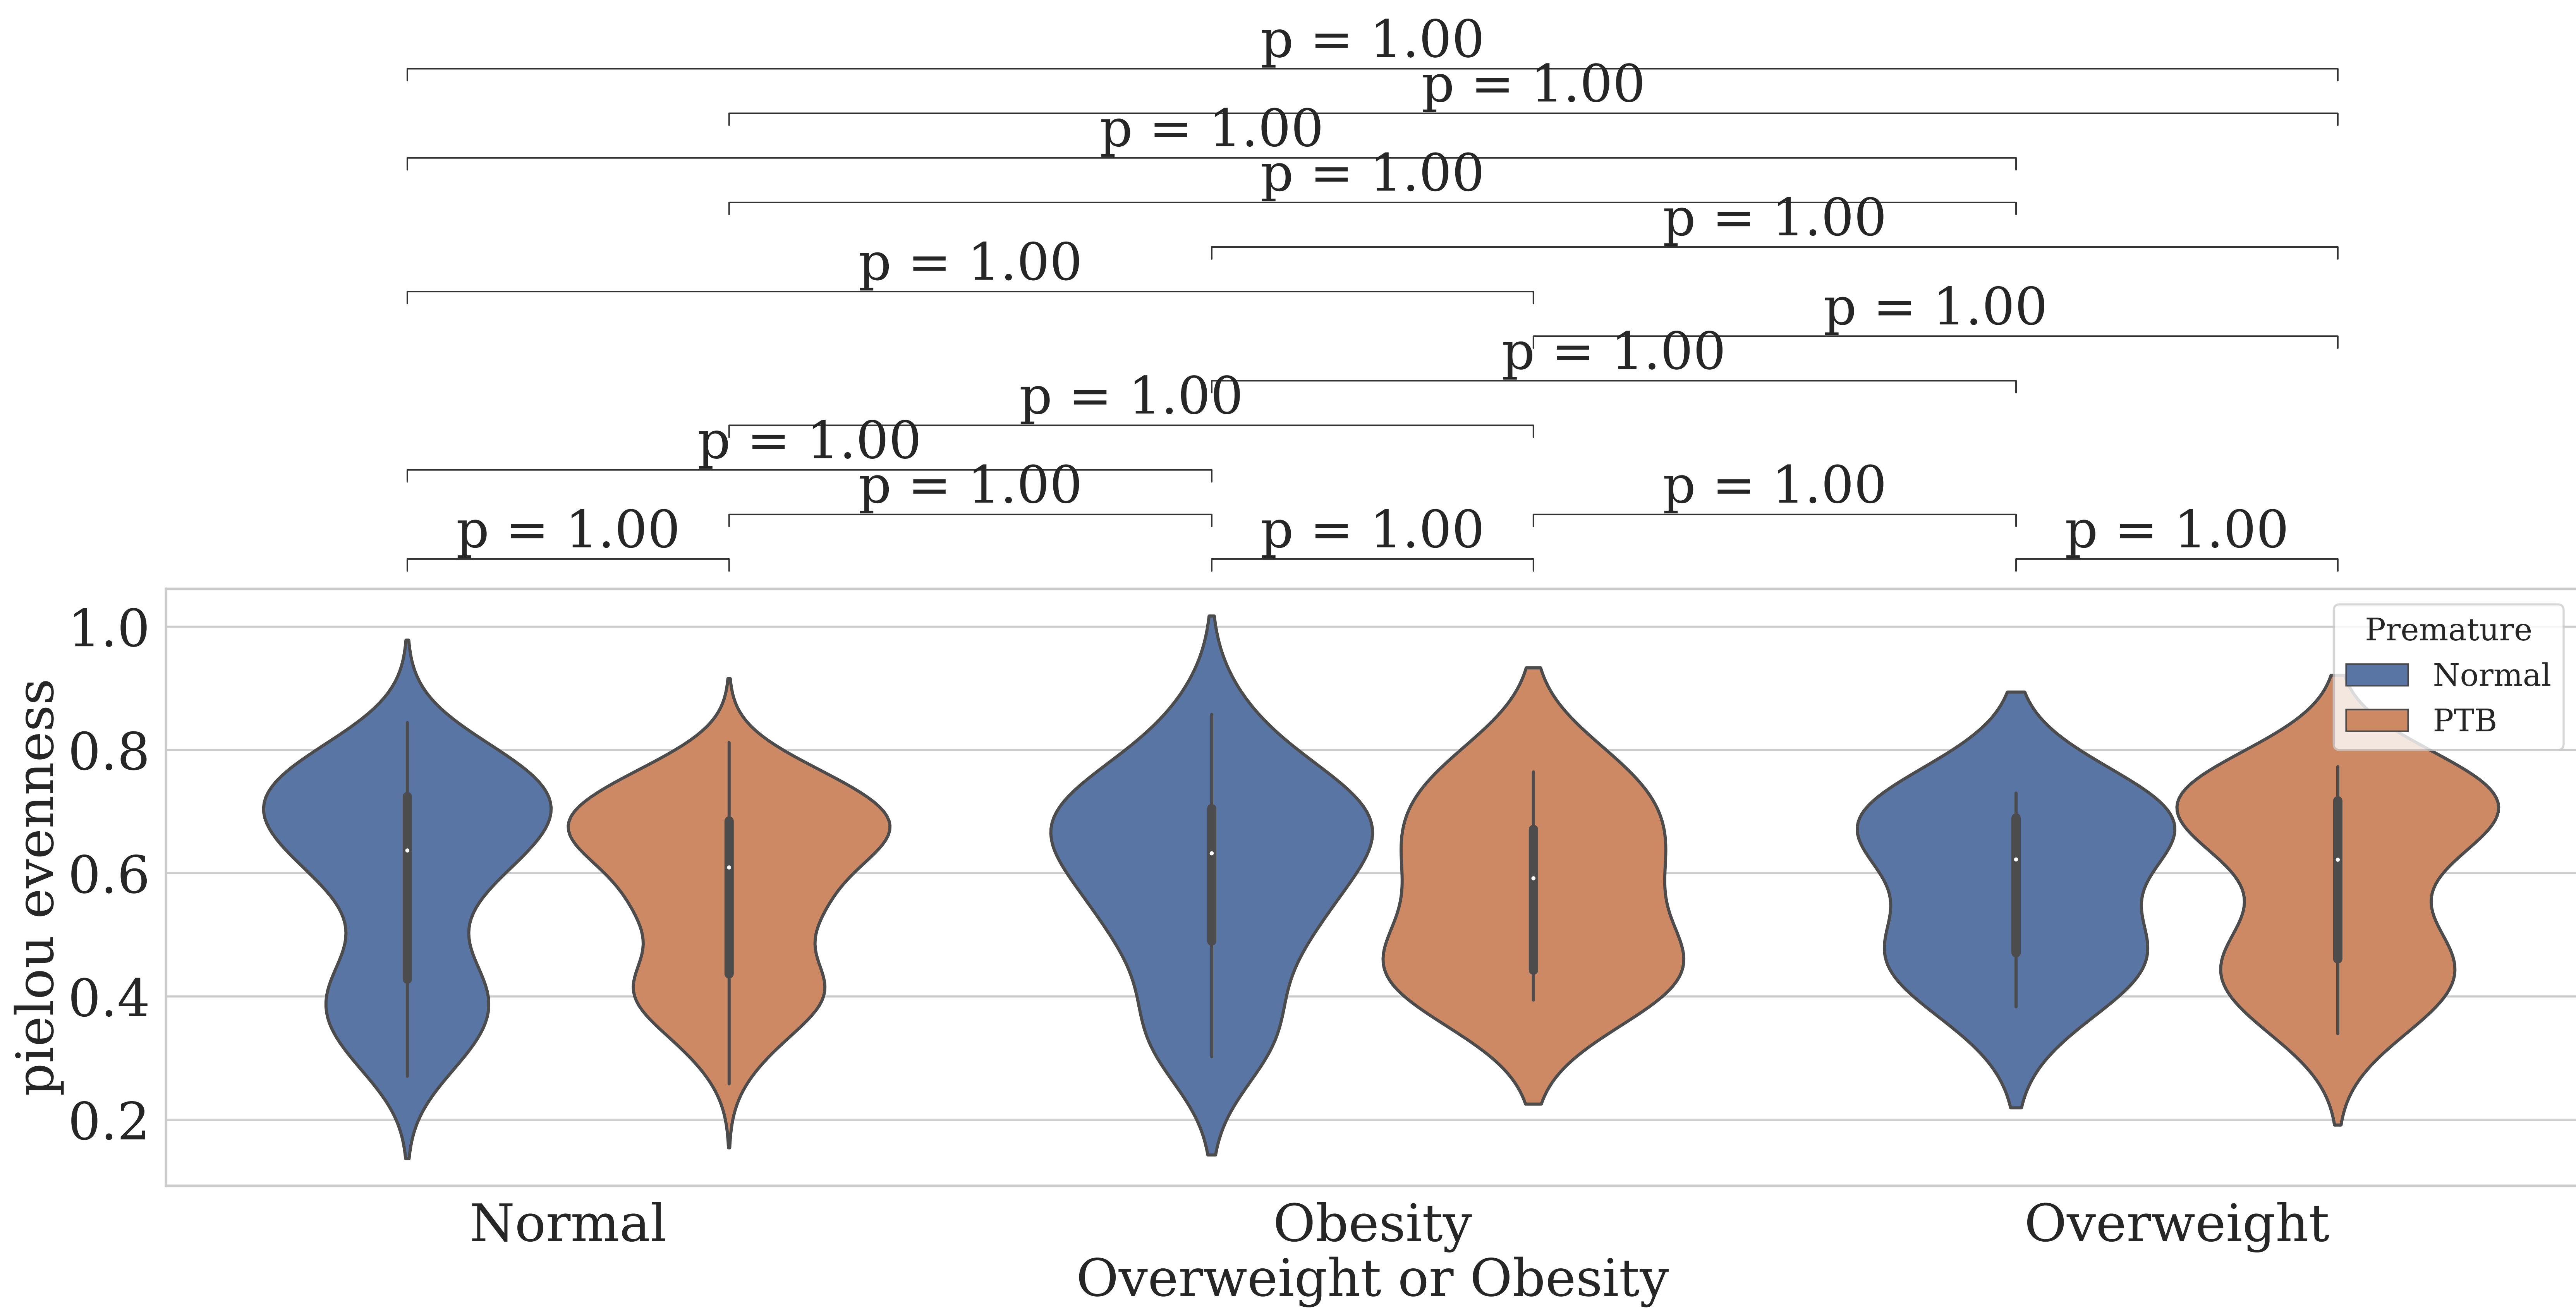 p = 1.00
p = 1.00
p = 1.00
p = 1.00
p = 1.00
p = 1.00
p = 1.00
p = 1.00
p = 1.00
p = 1.00
p = 1.00 p = 1.00
p = 1.00 p = 1.00 p = 1.00
pielou evenness
1.0
0.8
0.6
0.4
0.2
Premature
Normal
PTB
Normal Obesity Overweight
Overweight or Obesity